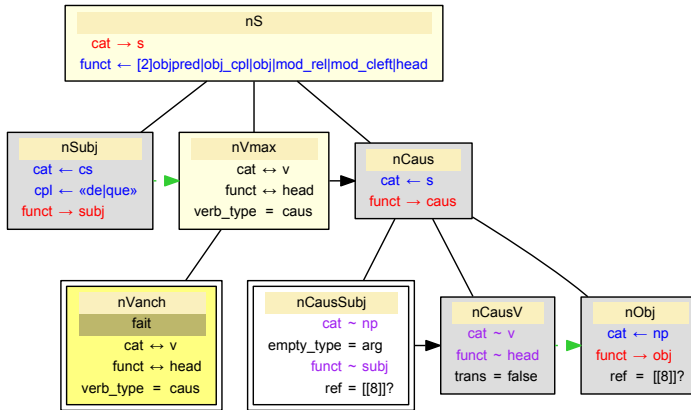 nS
cat → s
funct ← [2]objpred|obj_cpl|obj|mod_rel|mod_cleft|head
nSubj
cat ← cs
cpl ← «de|que»
funct → subj
nVmax
cat ↔ v
funct ↔ head
verb_type = caus
nCaus
cat ← s
funct → caus
nVanch
fait
cat ↔ v
funct ↔ head
verb_type = caus
nCausSubj
cat ~ np
empty_type = arg
funct ~ subj
ref = [[8]]?
nCausV
cat ~ v
funct ~ head
trans = false
nObj
cat ← np
funct → obj
ref = [[8]]?